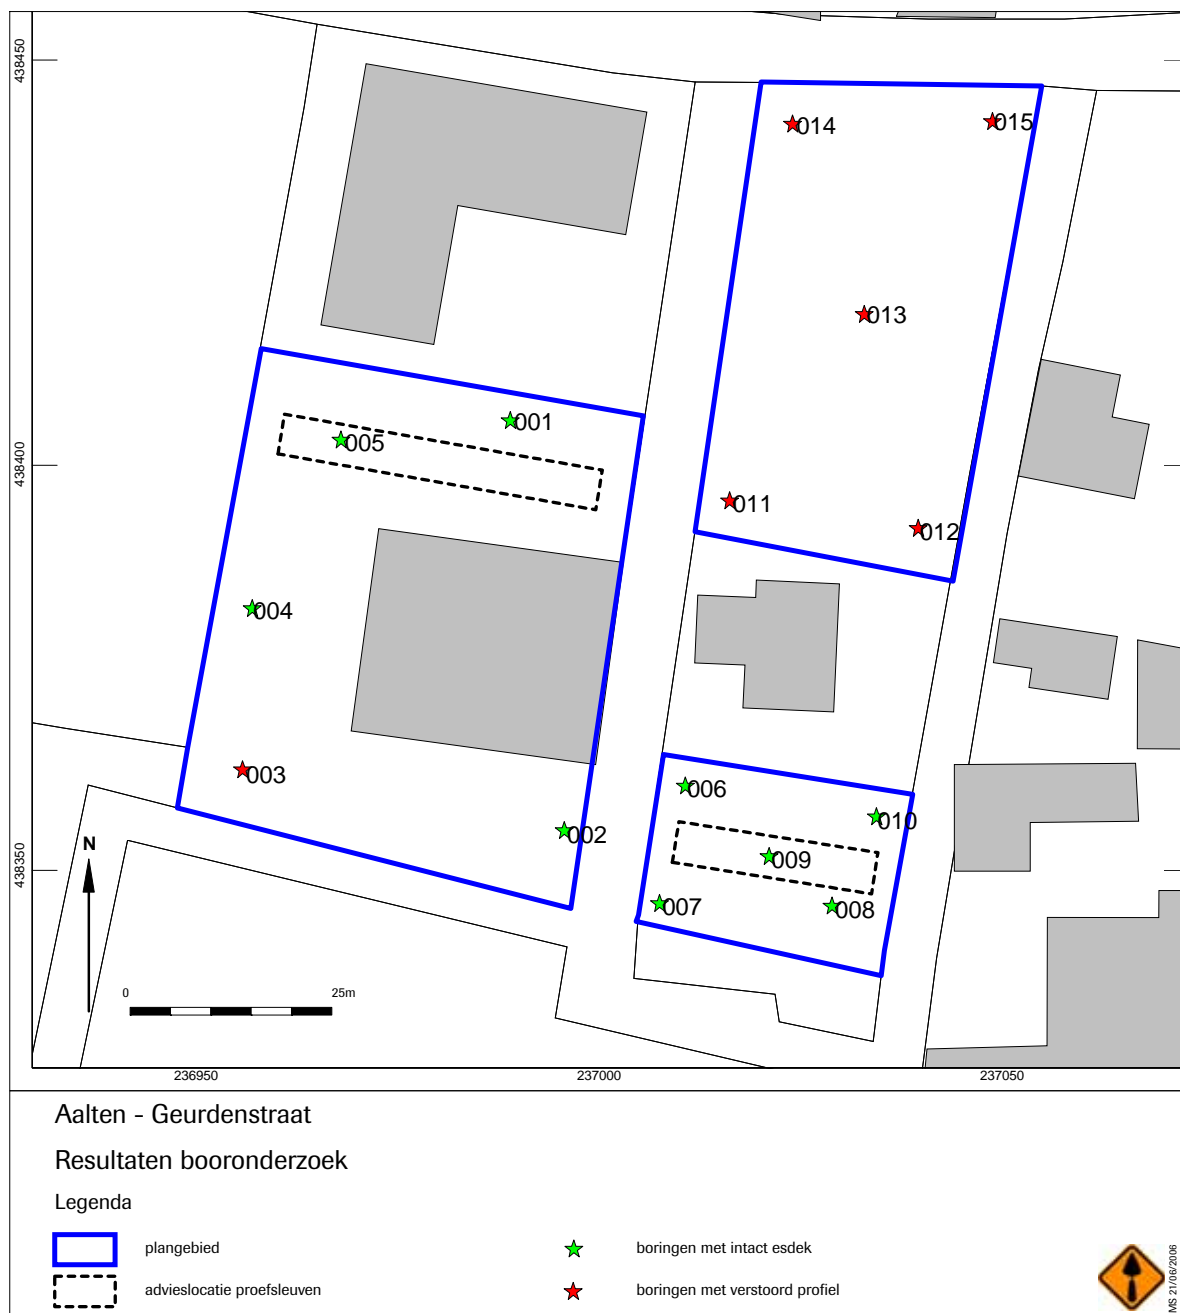 438450
014
015
013
001
005
438400
011
012
004
003
006
010
002
009
007
008
438350
N
0 25m
236950 237000 237050
Aalten - Geurdenstraat
Resultaten booronderzoek
Legenda
plangebied
boringen met intact esdek
advieslocatie proefsleuven
boringen met verstoord profiel
MS 21/06/2006